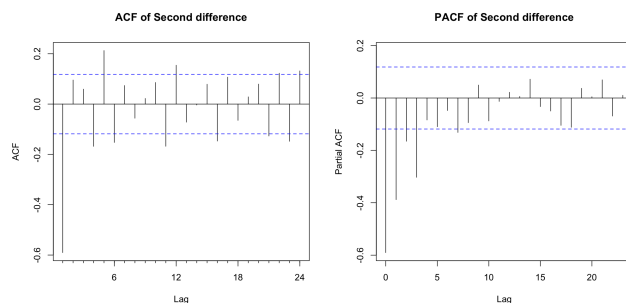 ACF of Second difference
ACF
0.2
0.0
-0.2
-0.4
-0.6
6 12 18 24
Lag
PACF of Second difference
Partial ACF
0.2
0.0
-0.2
-0.4
-0.6
0 5 10 15 20
Lag